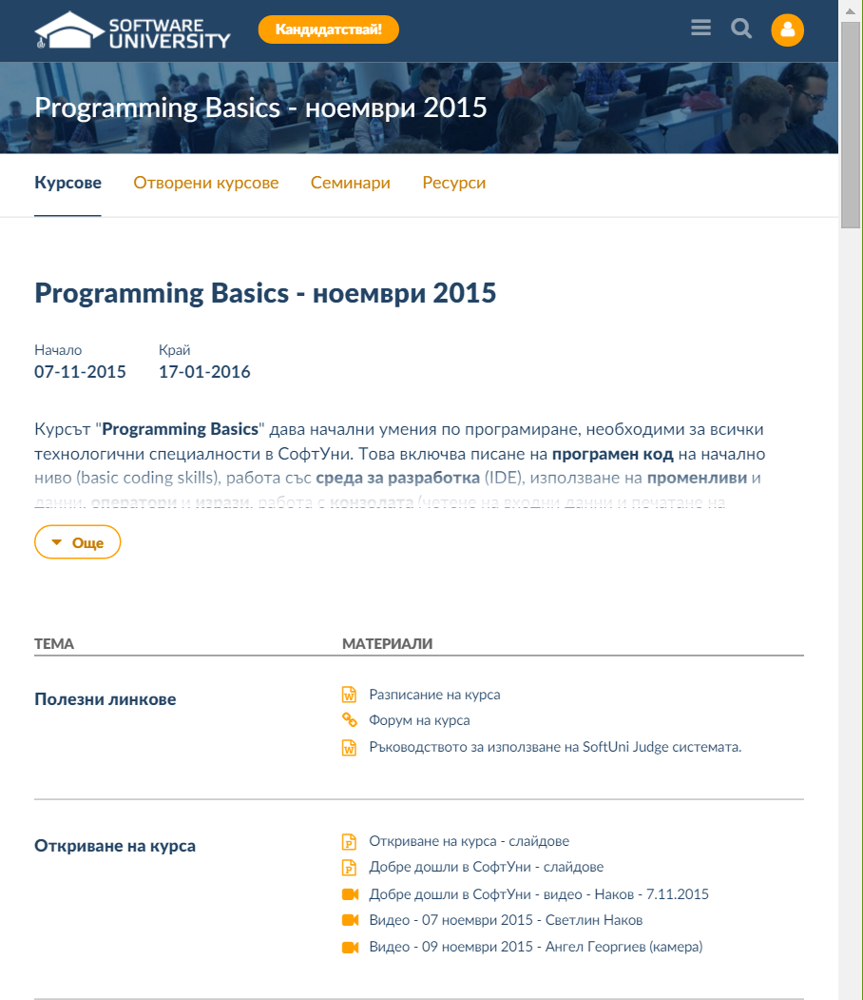 SOFTWARE
UNIVERSITY
Кандидатствай!
Programming Basics - ноември 2015
Курсове Отворени курсове Семинари Ресурси
Programming Basics - ноември 2015
Начало Край
07-11-2015 17-01-2016
Курсът "Programming Basics" дава начални умения по програмиране, необходими за всички
технологични специалности в СофтУни. Това включва писане на програмен код на начално
ниво (basic coding skills), работа със среда за разработка (IDE), използване на променливи и
данни, оператори и изрази, работа с конзолата (четене на входни данни и печатане на
Още
ТЕМА МАТЕРИАЛИ
Полезни линкове
Разписание на курса
Форум на курса
Ръководството за използване на SoftUni Judge системата.
Откриване на курса
Откриване на курса - слайдове
Добре дошли в СофтУни - слайдове
Добре дошли в СофтУни - видео - Наков - 7.11.2015
Видео - 07 ноември 2015 - Светлин Наков
Видео - 09 ноември 2015 - Ангел Георгиев (камера)